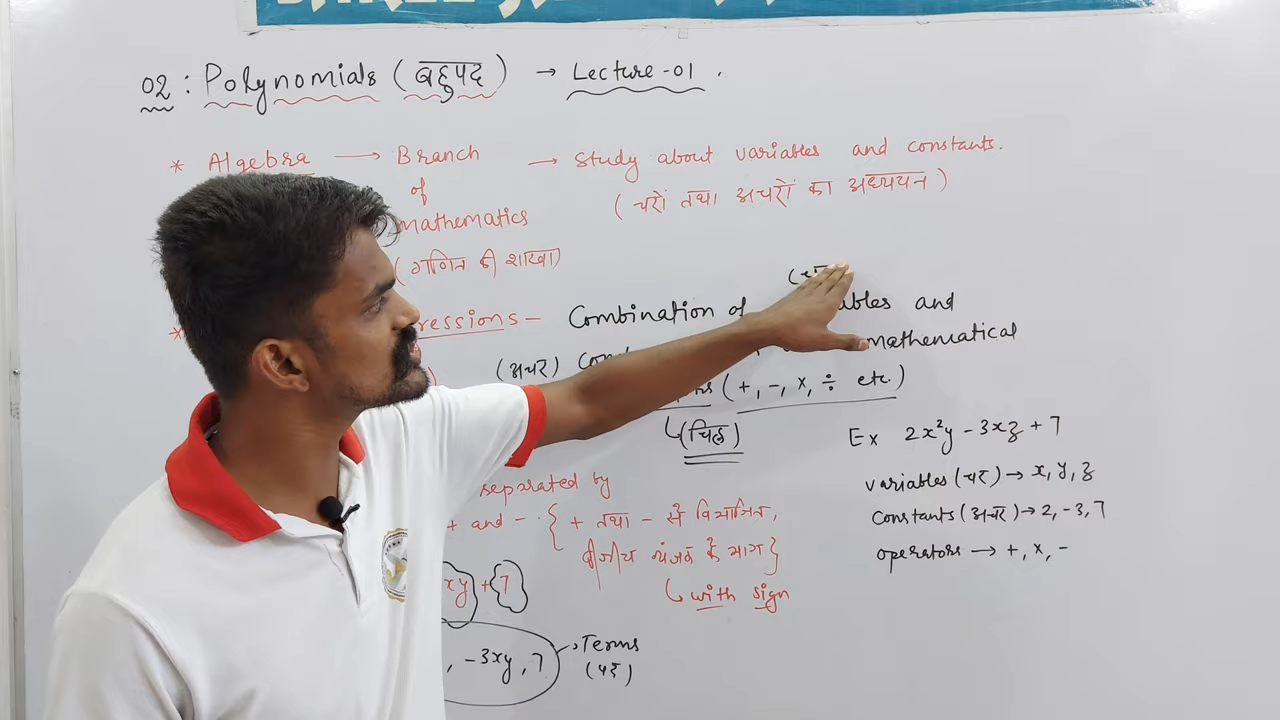 02 : Polynomials (बहुपद) → Lecture-01 .
* Algebra → Branch of mathematics → Study about variables and constants.
(गणित की शाखा)
(चरों तथा अचरों का अध्ययन)
* ressions - Combination of ables and
(अचर) mathematical
(+, -, ×, ÷ etc.)
(चिह्न)
Ex 2x²y - 3xz + 7
variables (चर) → x, y, z
constants (अचर) → 2, -3, 7
operators → +, ×, -
separated by
+ and - { + तथा - से विभाजित,
बीजीय व्यंजक के भाग }
with sign
xy + 7
, -3xy, 7 → Terms
(पद)